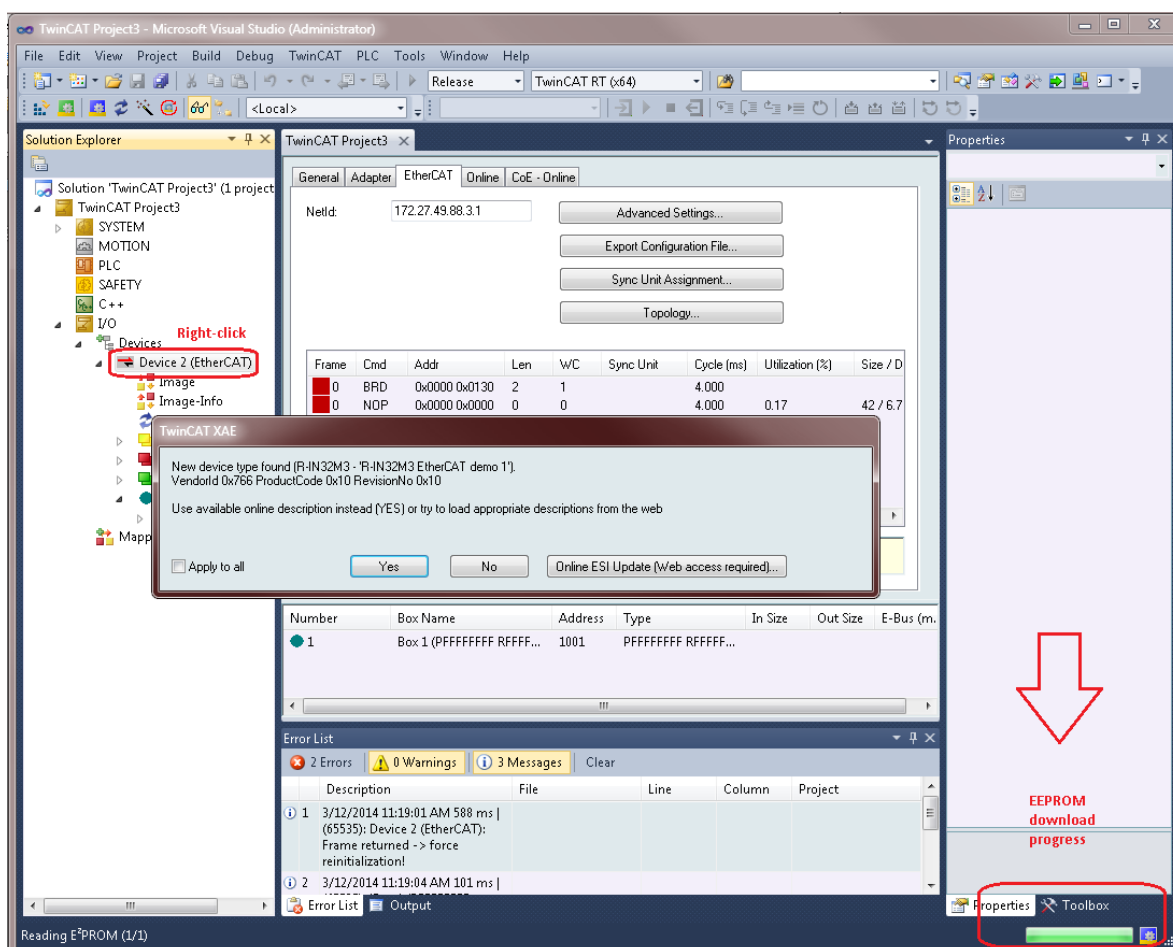 TwinCAT Project3 - Microsoft Visual Studio (Administrator)
File Edit View Project Build Debug TwinCAT PLC Tools Window Help
Release TwinCAT RT (x64)
<Local>
Solution Explorer
Solution 'TwinCAT Project3' (1 project
TwinCAT Project3
SYSTEM
MOTION
PLC
SAFETY
C++
I/O
Right-click
Devices
Device 2 (EtherCAT)
Image
Image-Info
Mapp
TwinCAT Project3
General Adapter EtherCAT Online CoE - Online
NetId: 172.27.49.88.3.1
Advanced Settings...
Export Configuration File...
Sync Unit Assignment...
Topology...
Frame Cmd Addr Len WC Sync Unit Cycle (ms) Utilization (%) Size / D
0 BRD 0x0000 0x0130 2 1 4.000
0 NOP 0x0000 0x0000 0 0 4.000 0.17 42 / 6.7
TwinCAT XAE
New device type found (R-IN32M3 - 'R-IN32M3 EtherCAT demo 1').
VendorId 0x766 ProductCode 0x10 RevisionNo 0x10
Use available online description instead (YES) or try to load appropriate descriptions from the web
Apply to all Yes No Online ESI Update (Web access required)...
Number Box Name Address Type In Size Out Size E-Bus (m.
1 Box 1 (PFFFFFFFF RFFFF... 1001 PFFFFFFFF RFFFFF...
Error List
2 Errors 0 Warnings 3 Messages Clear
Description File Line Column Project
1 3/12/2014 11:19:01 AM 588 ms |
(65535): Device 2 (EtherCAT):
Frame returned -> force
reinitialization!
2 3/12/2014 11:19:04 AM 101 ms |
Error List Output
Properties
EEPROM
download
progress
Properties Toolbox
Reading E²PROM (1/1)